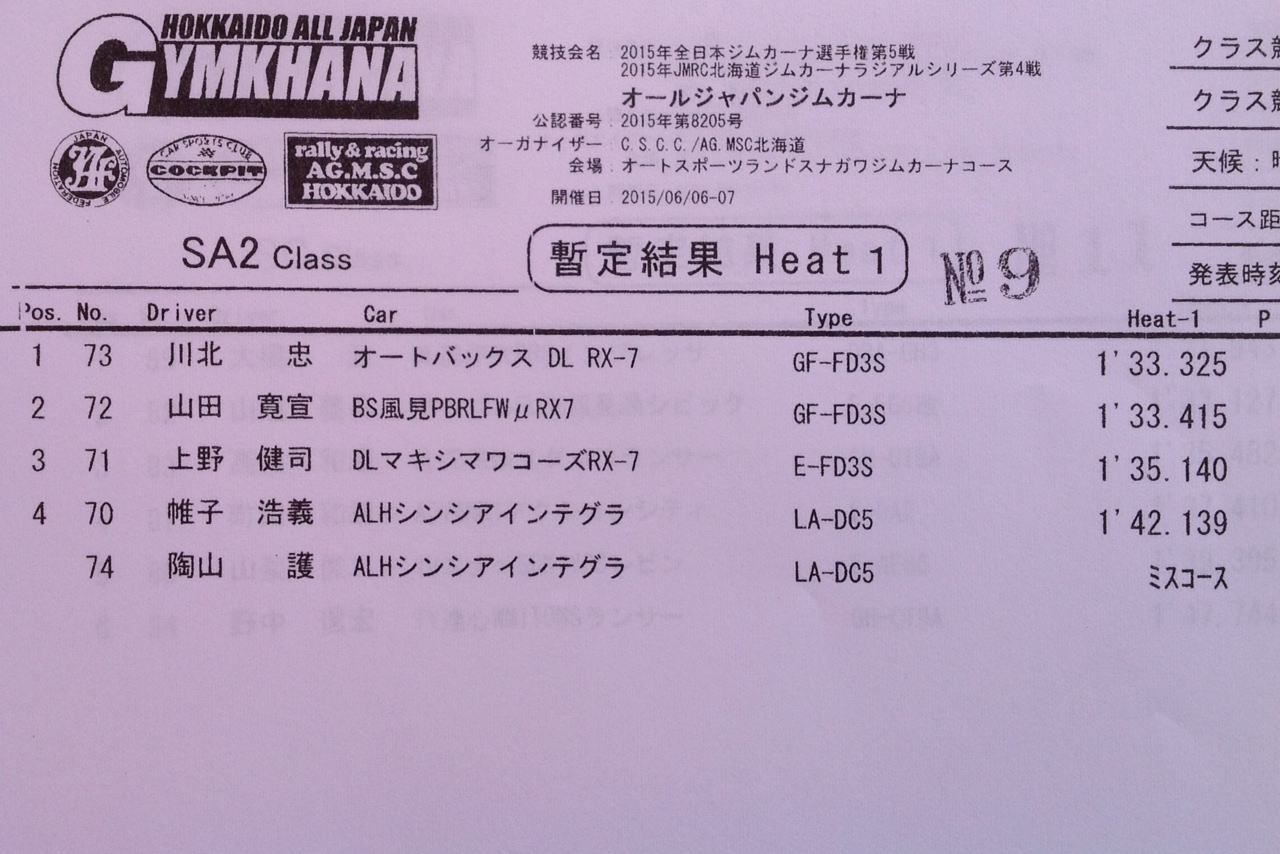 HOKKAIDO ALL JAPAN
GYMKHANA
JAPAN AUTOMOBILE FEDERATION
JAF
CAR SPORTS CLUB
COCKPIT
rally & racing
AG.M.S.C
HOKKAIDO
競技会名 : 2015年全日本ジムカーナ選手権第5戦
2015年JMRC北海道ジムカーナラジアルシリーズ第4戦
オールジャパンジムカーナ
公認番号 : 2015年第8205号
オーガナイザー : C.S.C.C./AG.MSC北海道
会場 : オートスポーツランドスナガワジムカーナコース
開催日 : 2015/06/06-07
クラス
クラス
天候 :
コース距
発表時刻
SA2 Class
暫定結果 Heat 1
№ 9
Pos. No. Driver Car Type Heat-1 P
1 73 川北 忠 オートバックス DL RX-7 GF-FD3S 1'33.325
2 72 山田 寛宣 BS風見PBRLFWμRX7 GF-FD3S 1'33.415
3 71 上野 健司 DLマキシマワコーズRX-7 E-FD3S 1'35.140
4 70 帷子 浩義 ALHシンシアインテグラ LA-DC5 1'42.139
74 陶山 護 ALHシンシアインテグラ LA-DC5 ミスコース